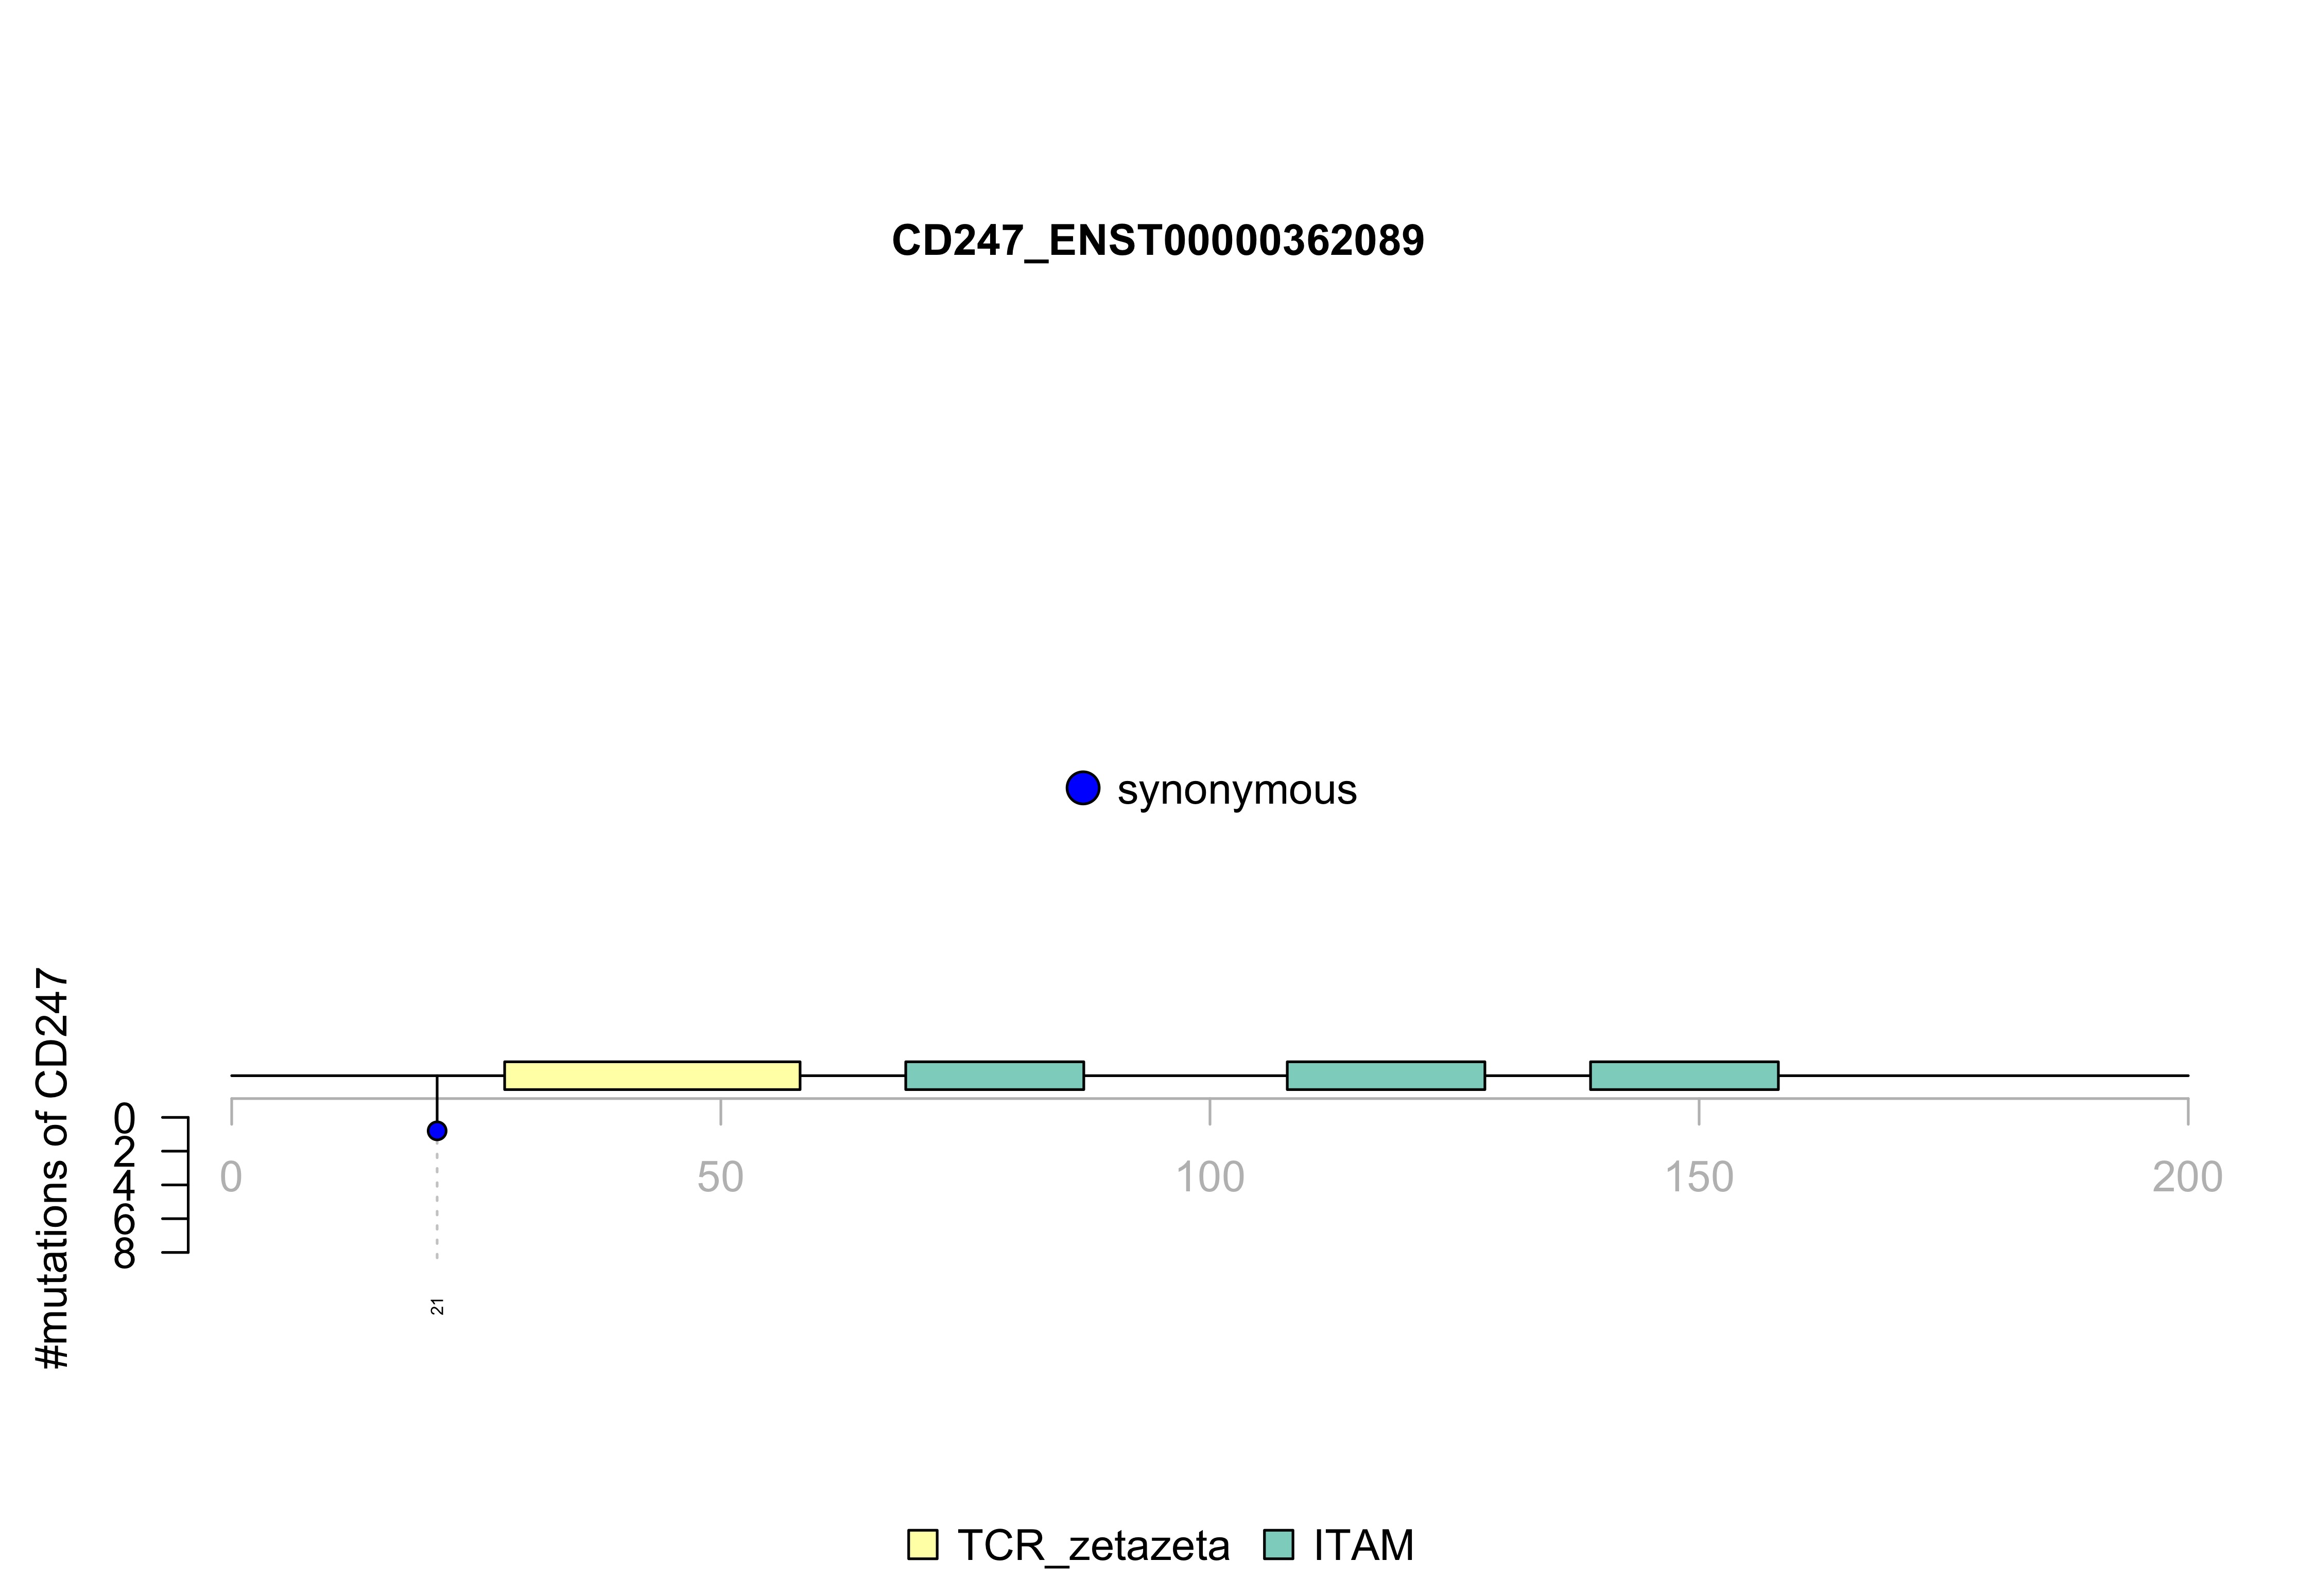 CD247_ENST00000362089
synonymous
#mutations of CD247
0
2
4
6
8
0 50 100 150 200
21
TCR_zetazeta ITAM